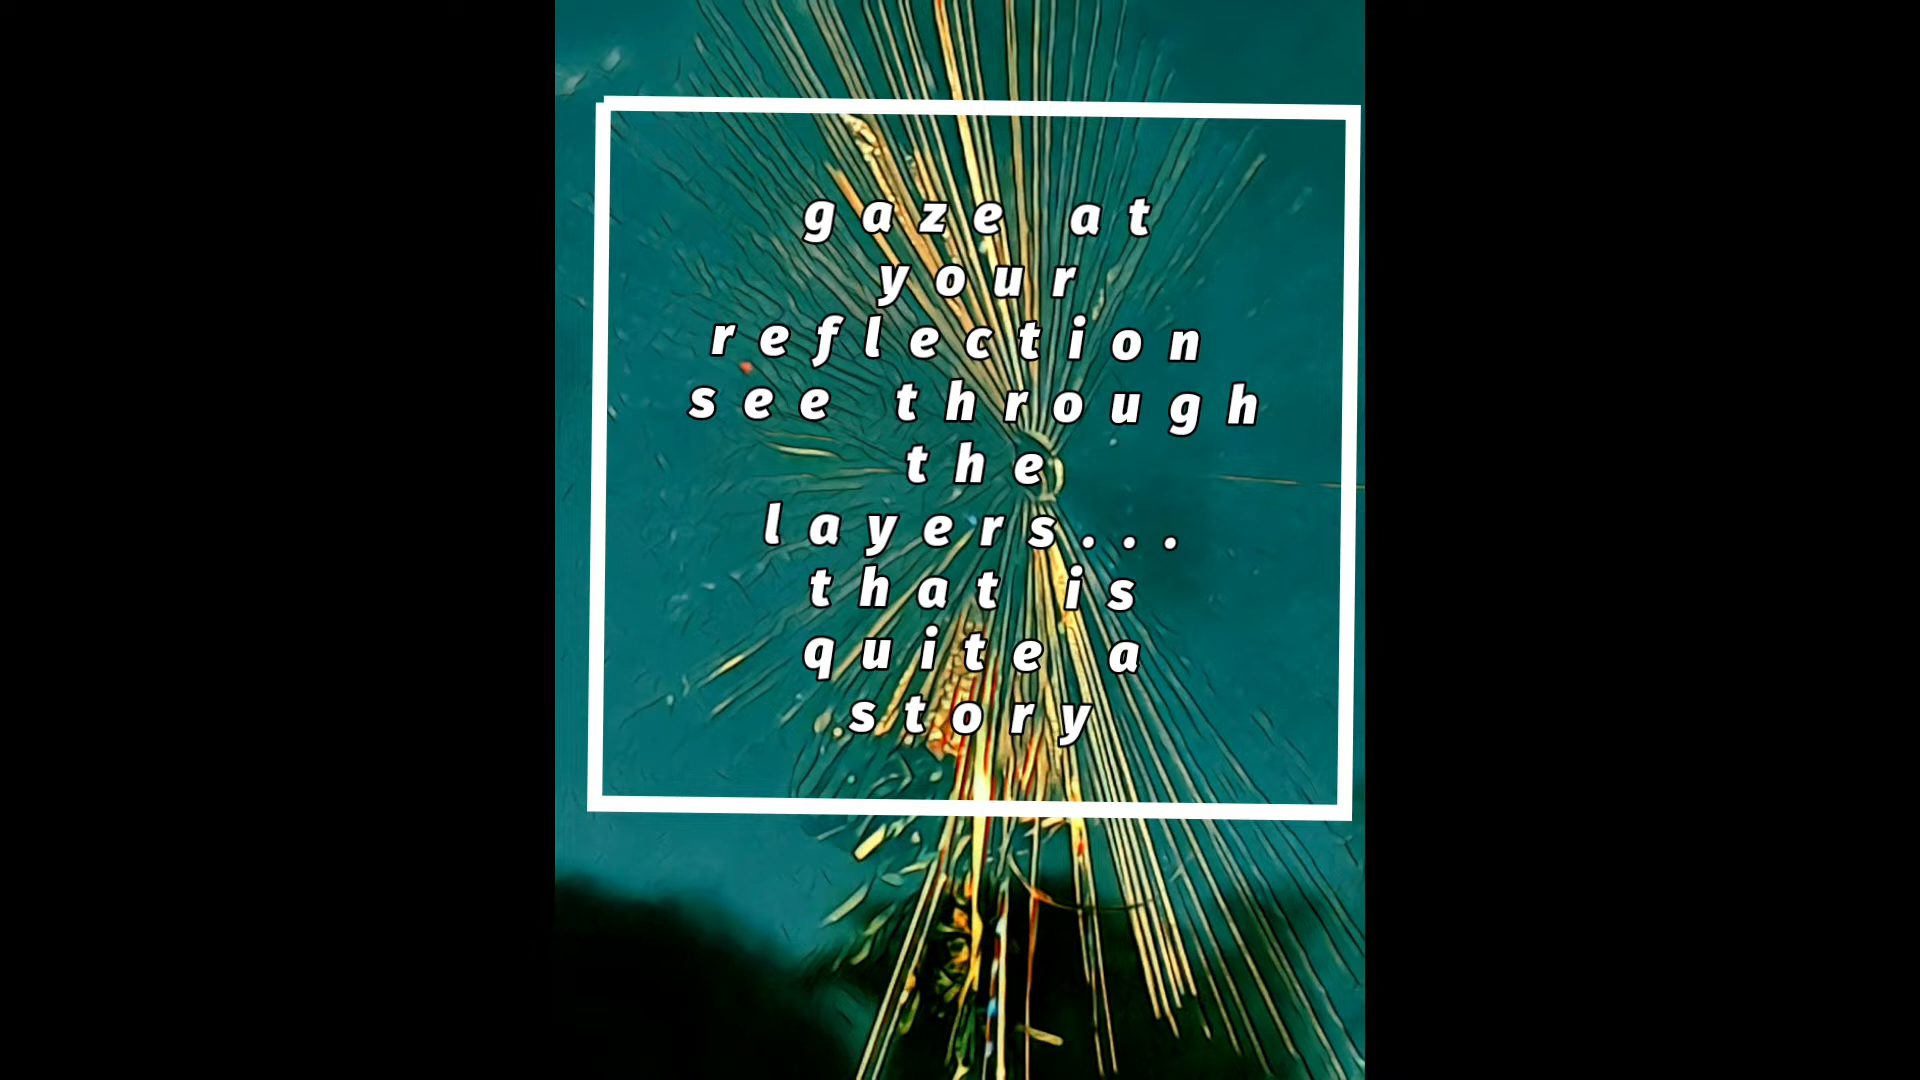 gaze at
your
reflection
see through
the
layers...
that is
quite a
story